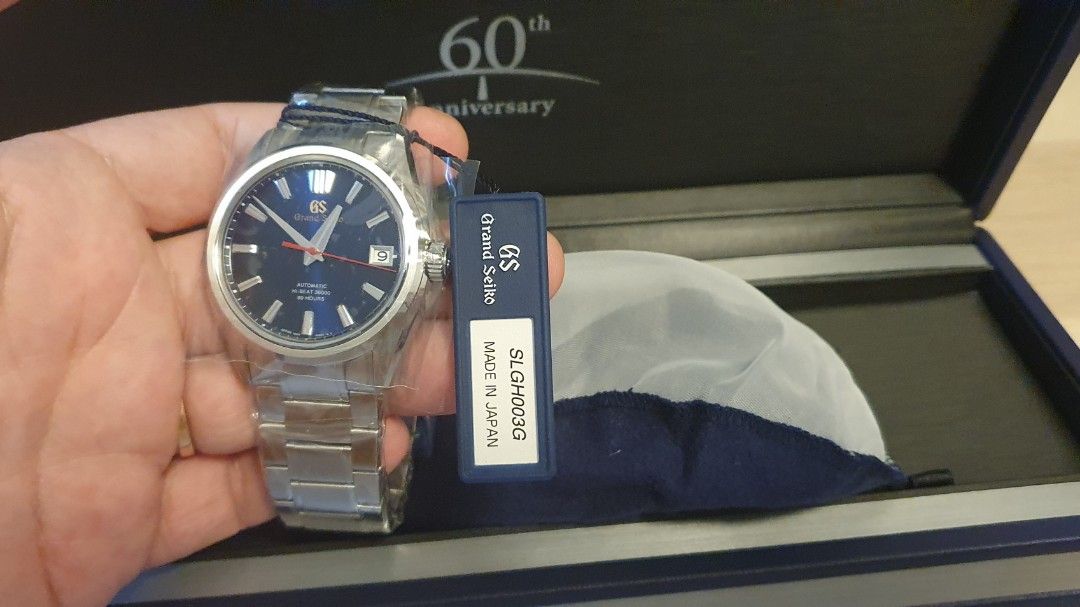 60th
Anniversary
GS
Grand Seiko
AUTOMATIC
HI-BEAT 36000
80 HOURS
GS
Grand Seiko
SLGH003G
MADE IN JAPAN